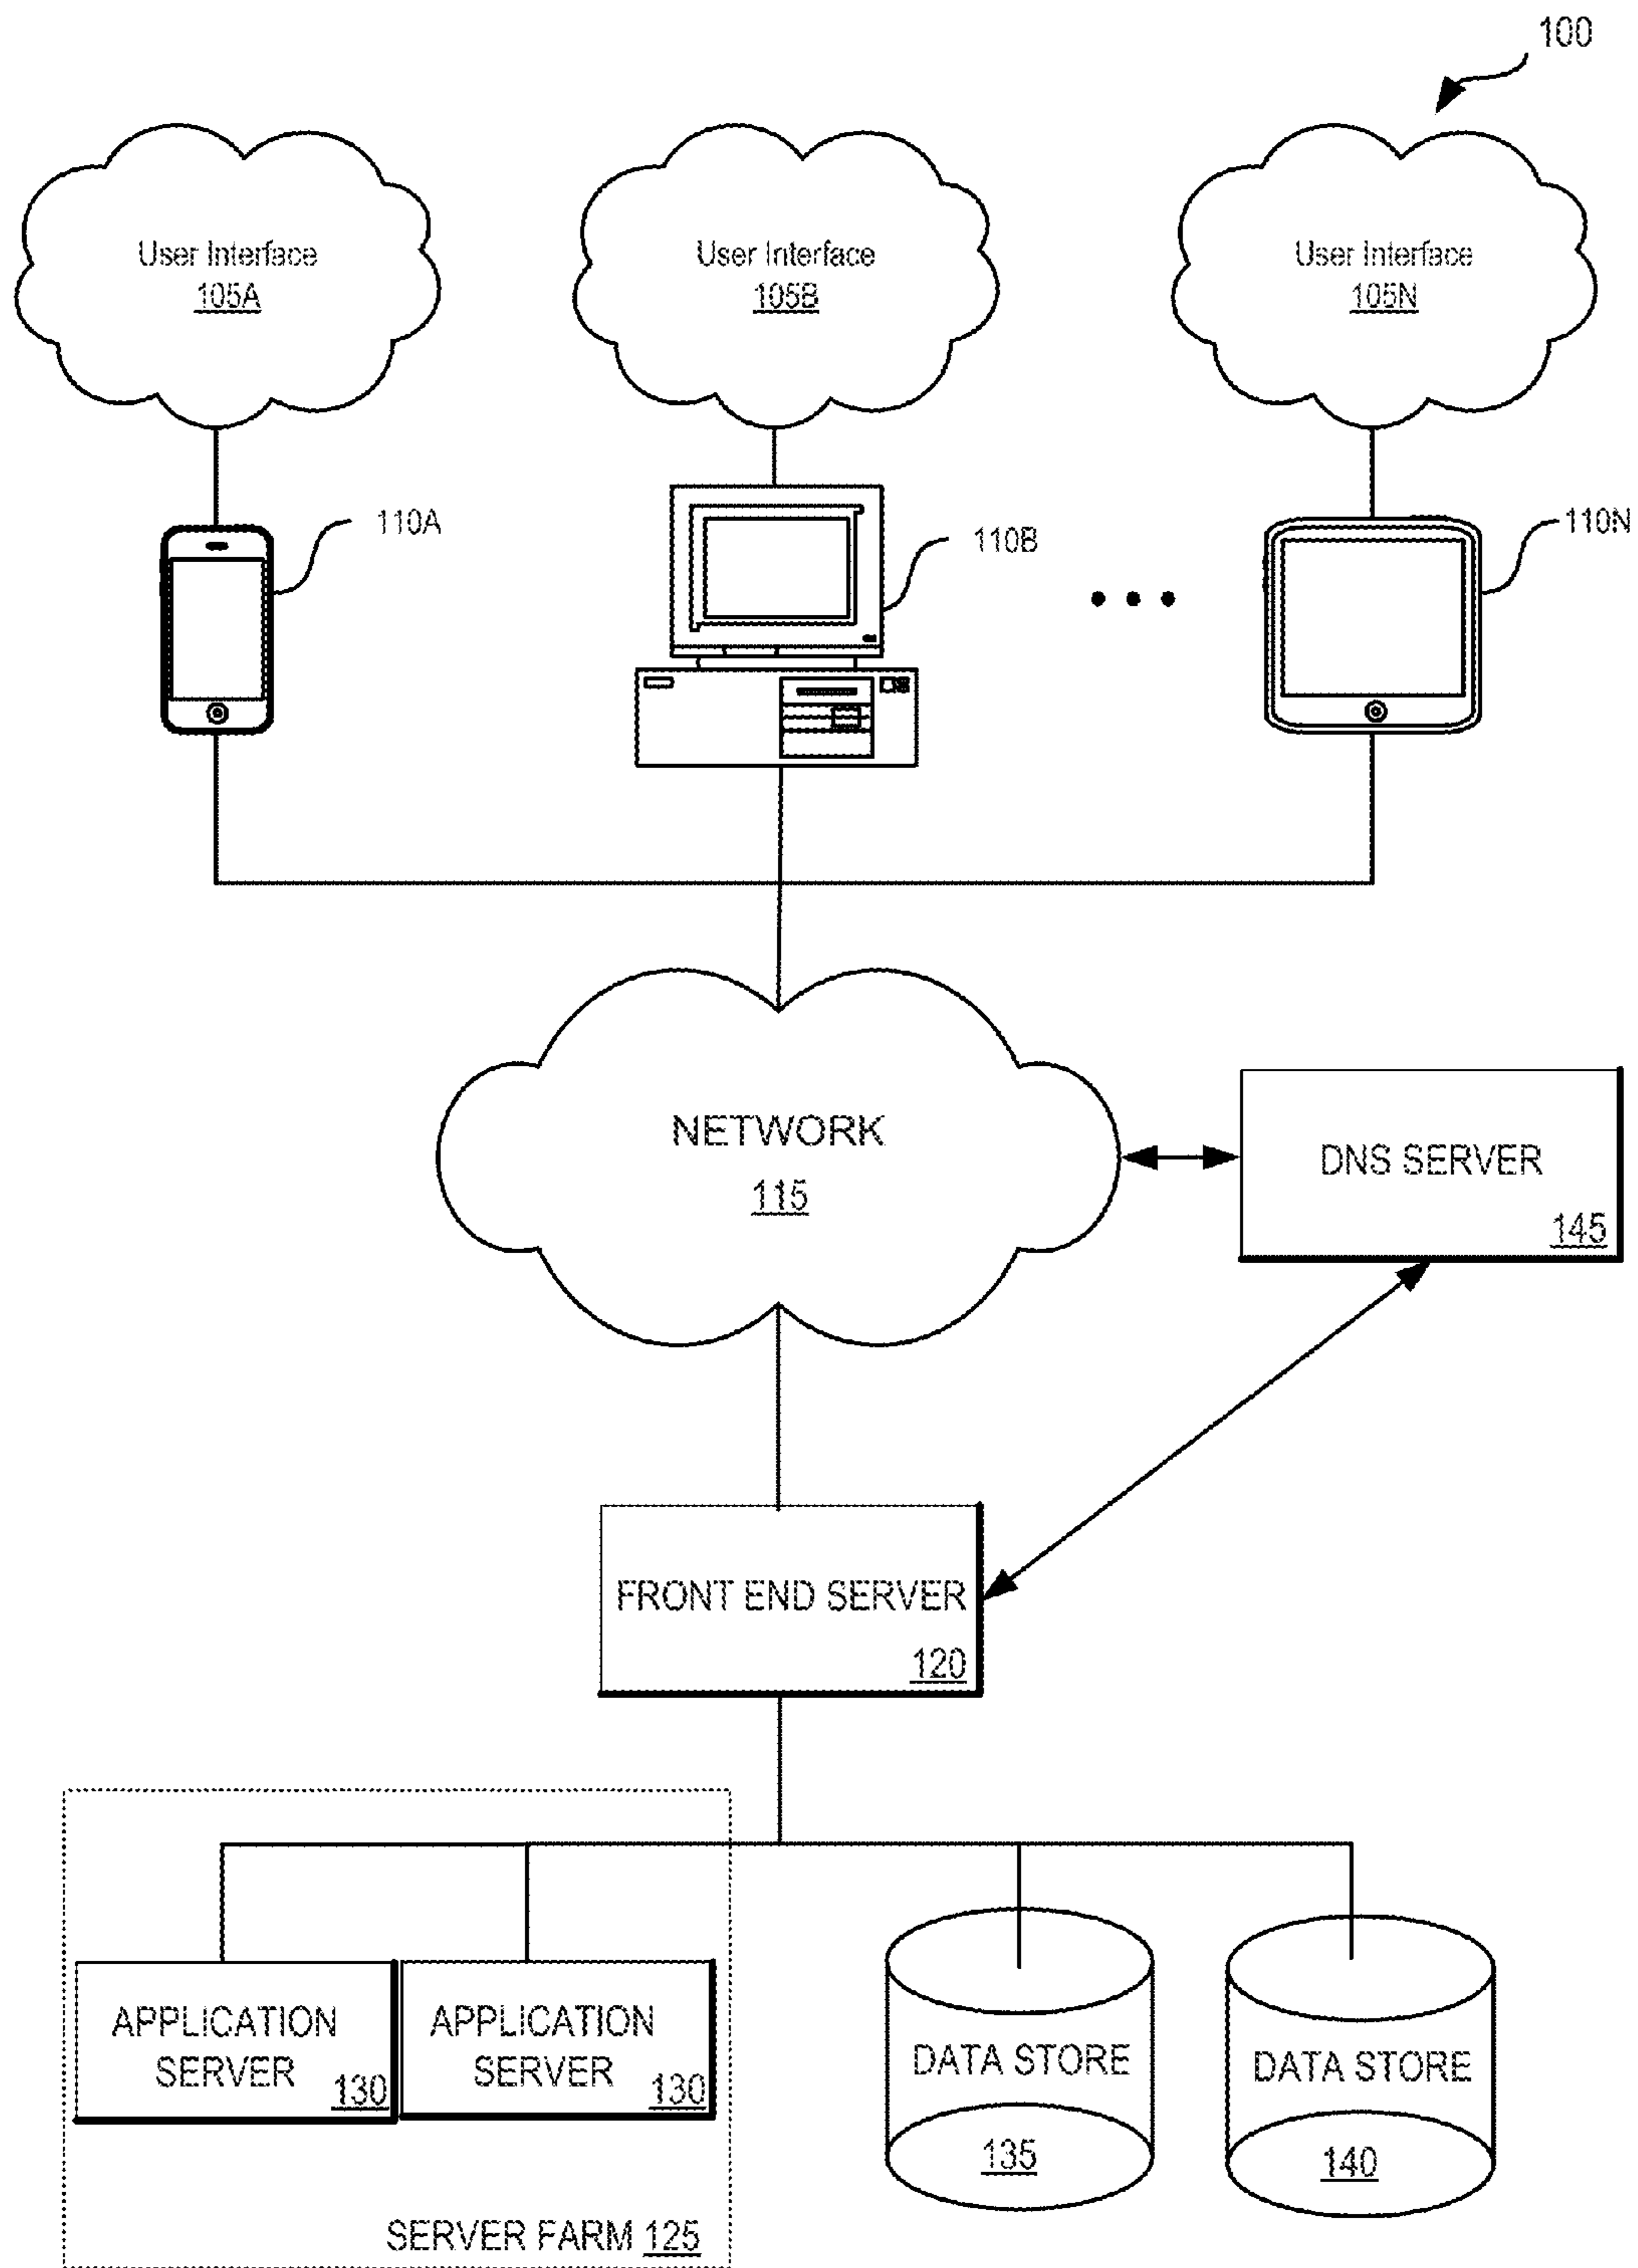 100
User Interface
105A
User Interface
105B
User Interface
105N
110A
110B
110N
NETWORK
115
DNS SERVER
145
FRONT END SERVER
120
APPLICATION
SERVER
130
APPLICATION
SERVER
130
DATA STORE
135
DATA STORE
140
SERVER FARM 125